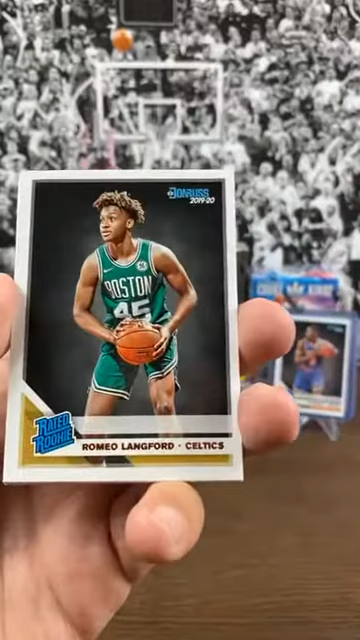 DONRUSS
2019-20
BOSTON
45
RATED
ROOKIE
ROMEO LANGFORD • CELTICS